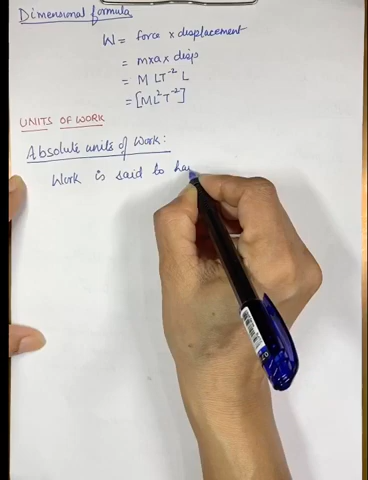 Dimensional formula
W = force × displacement
= m×a× disp
= M LT⁻² L
= [ML²T⁻²]
UNITS OF WORK
Absolute units of Work:
Work is said to ha